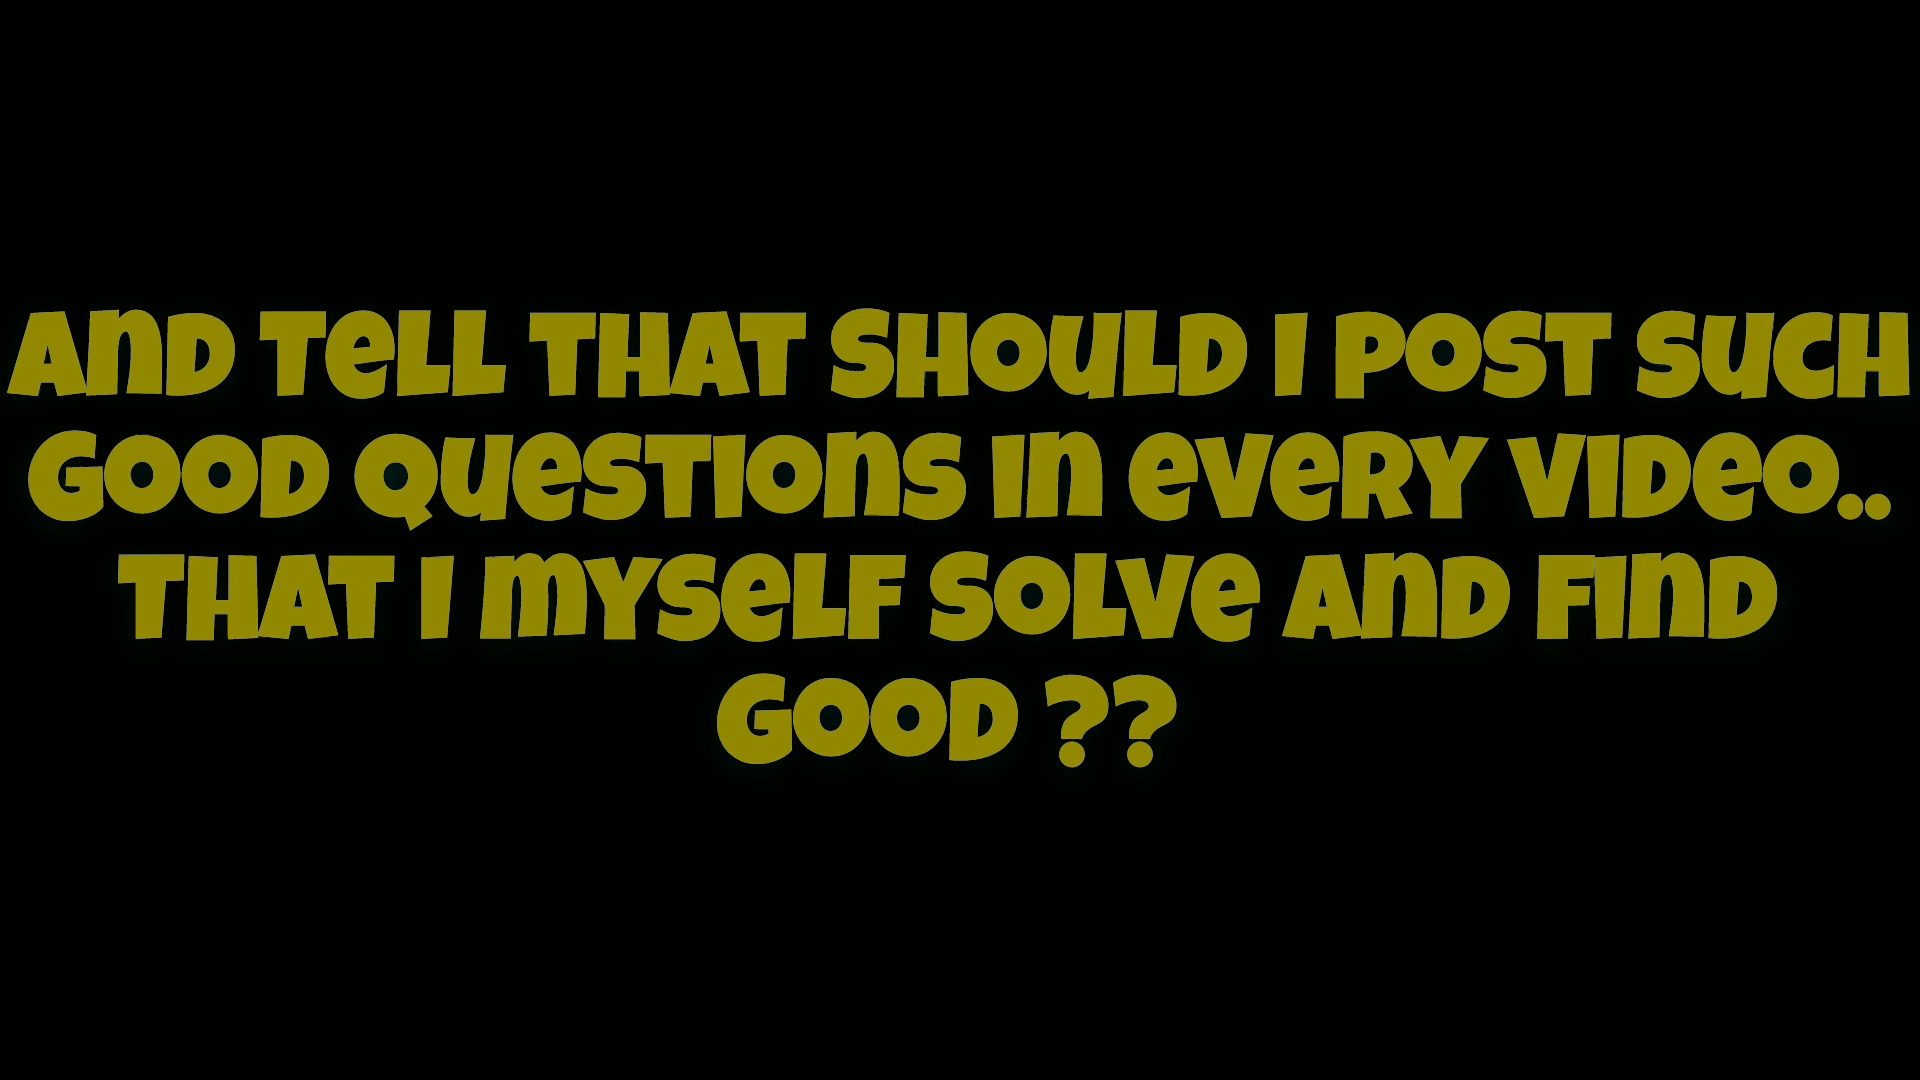 AND TELL THAT SHOULD I POST SUCH
GOOD QUESTIONS IN EVERY VIDEO..
THAT I MYSELF SOLVE AND FIND
GOOD ??